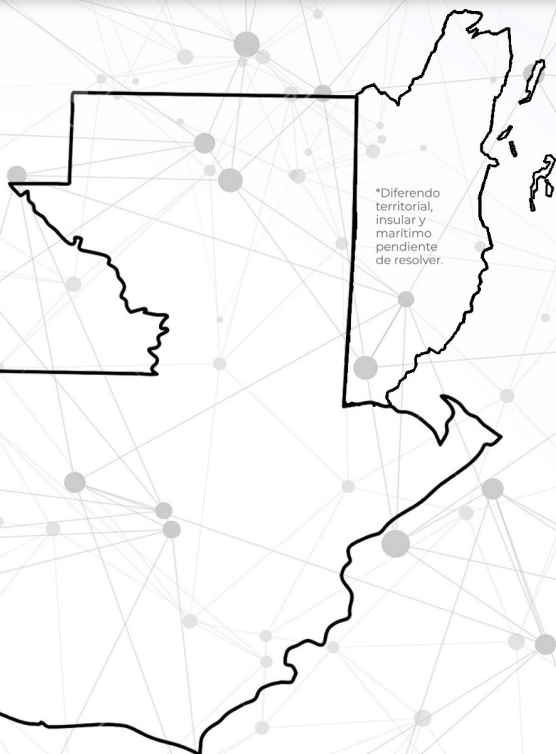 *Diferendo
territorial,
insular y
marítimo
pendiente
de resolver.